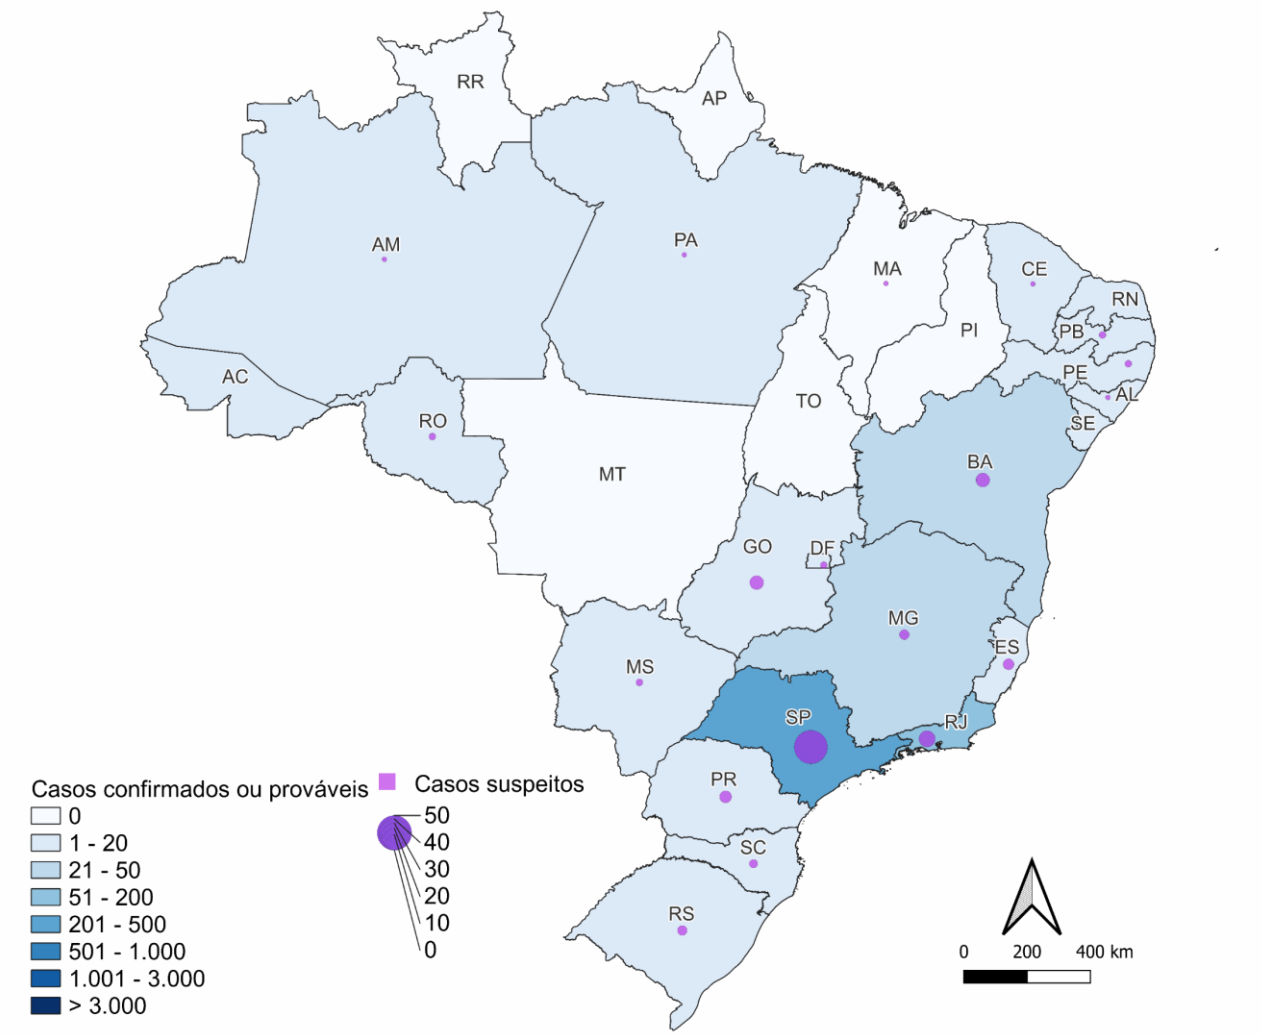 RR
AP
AM
PA
MA
CE
RN
PI
PB
PE
AC
AL
TO
RO
SE
BA
MT
GO
DF
MG
ES
MS
SP
RJ
PR
SC
RS
Casos confirmados ou prováveis
0
1 - 20
21 - 50
51 - 200
201 - 500
501 - 1.000
1.001 - 3.000
> 3.000
Casos suspeitos
50
40
30
20
10
0
0 200 400 km